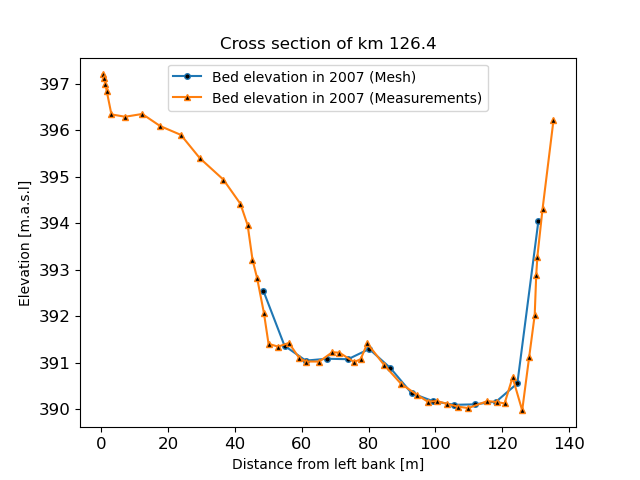 Cross section of km 126.4
Bed elevation in 2007 (Mesh)
Bed elevation in 2007 (Measurements)
Elevation [m.a.s.l]
397
396
395
394
393
392
391
390
0 20 40 60 80 100 120 140
Distance from left bank [m]